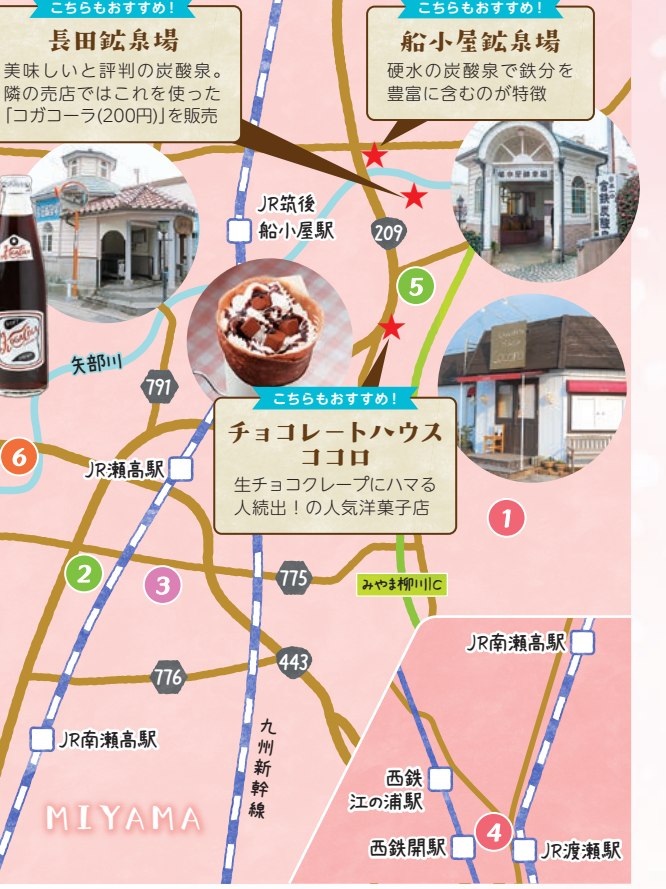 こちらもおすすめ！
長田鉱泉場
美味しいと評判の炭酸泉。
隣の売店ではこれを使った
「コガコーラ(200円)」を販売
こちらもおすすめ！
船小屋鉱泉場
硬水の炭酸泉で鉄分を
豊富に含むのが特徴
JR筑後
船小屋駅
209
5
矢部川
791
こちらもおすすめ！
チョコレートハウス
ココロ
生チョコクレープにハマる
人続出！の人気洋菓子店
6
JR瀬高駅
1
2
3
775
みやま柳川IC
776
443
JR南瀬高駅
九州新幹線
MIYAMA
JR南瀬高駅
西鉄
江の浦駅
西鉄開駅
4
JR渡瀬駅